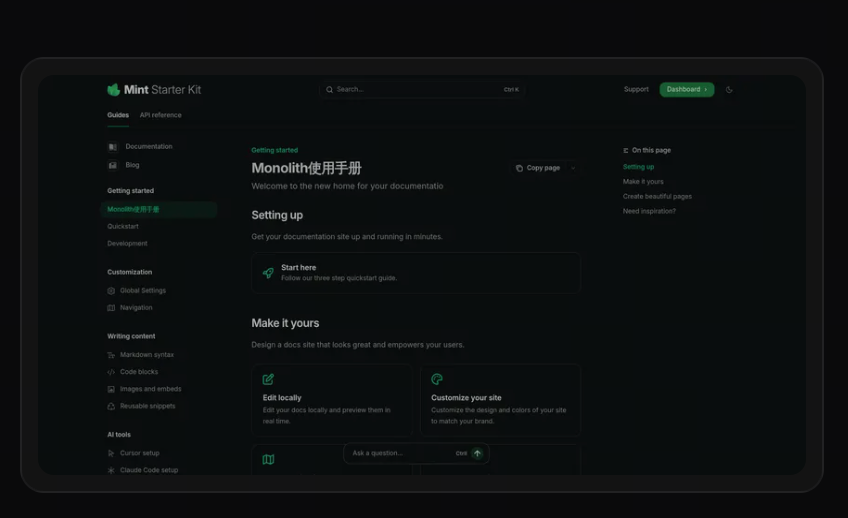 Mint Starter Kit
Search...
Ctrl K
Support
Dashboard
Guides
API reference
Documentation
Blog
Getting started
Monolith使用手册
Quickstart
Development
Customization
Global Settings
Navigation
Writing content
Markdown syntax
Code blocks
Images and embeds
Reusable snippets
AI tools
Cursor setup
Claude Code setup
Getting started
Monolith使用手册
Copy page
Welcome to the new home for your documentatio
Setting up
Get your documentation site up and running in minutes.
Start here
Follow our three step quickstart guide.
Make it yours
Design a docs site that looks great and empowers your users.
Edit locally
Edit your docs locally and preview them in
real time.
Customize your site
Customize the design and colors of your site
to match your brand.
Ask a question...
Ctrl+I
On this page
Setting up
Make it yours
Create beautiful pages
Need inspiration?